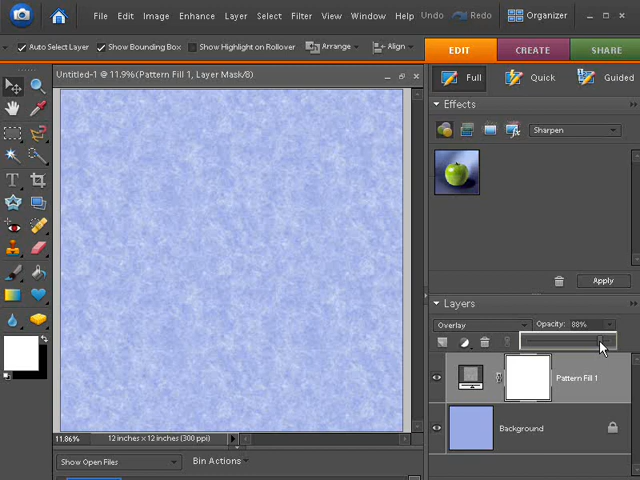 File Edit Image Enhance Layer Select Filter View Window Help Undo Redo Organizer
Auto Select Layer Show Bounding Box Show Highlight on Rollover Arrange Align EDIT CREATE SHARE
Untitled-1 @ 11.9%(Pattern Fill 1, Layer Mask/8)
Full Quick Guided
Effects
Sharpen
Apply
Layers
Overlay Opacity: 88%
Pattern Fill 1
Background
11.86% 12 inches x 12 inches (300 ppi)
Show Open Files Bin Actions